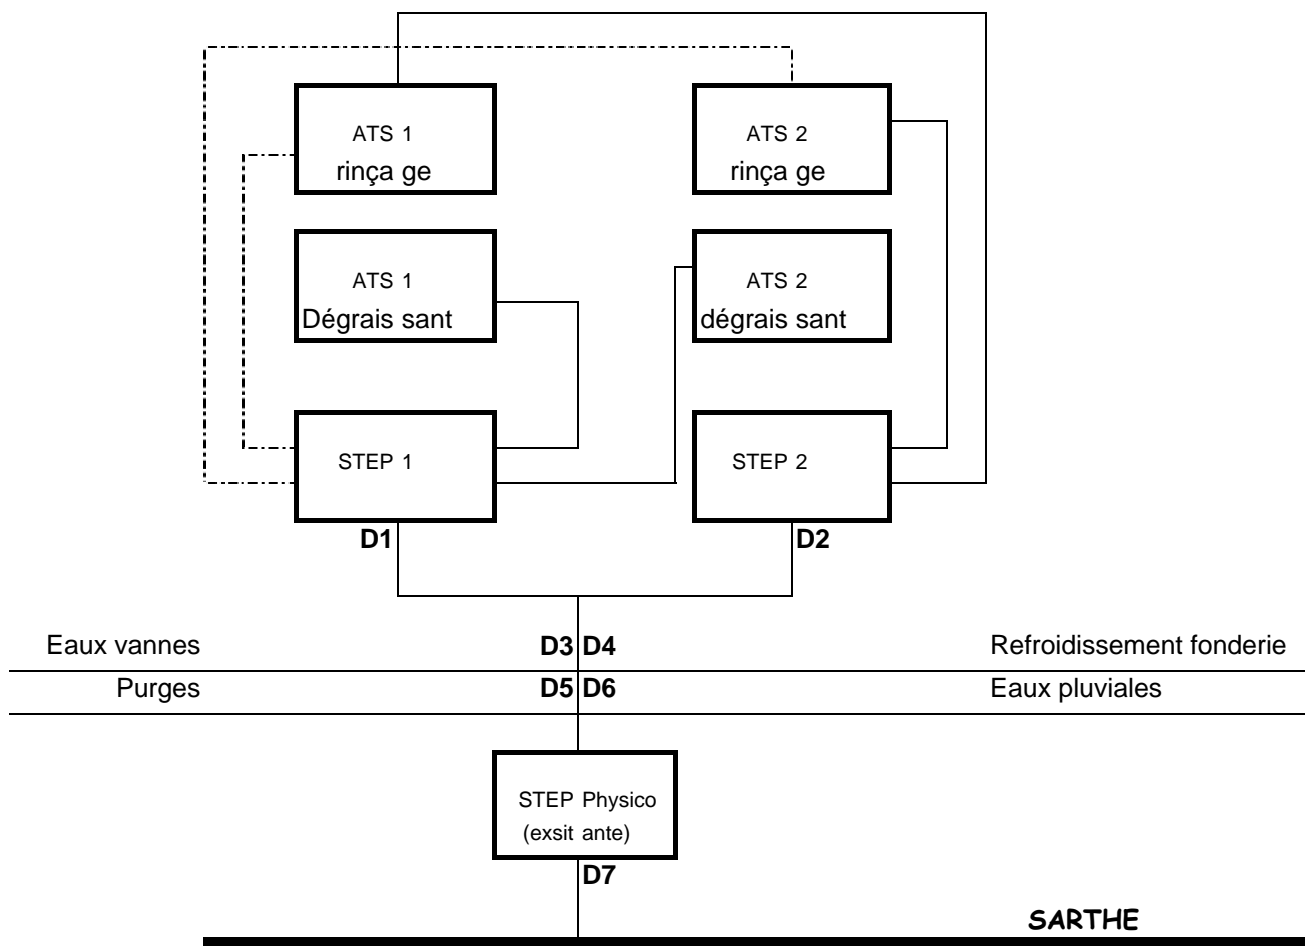 ATS 1
rinça ge
ATS 2
rinça ge
ATS 1
Dégrais sant
ATS 2
dégrais sant
STEP 1
STEP 2
D1
D2
Eaux vannes
D3 D4
Refroidissement fonderie
Purges
D5 D6
Eaux pluviales
STEP Physico
(exsit ante)
D7
SARTHE